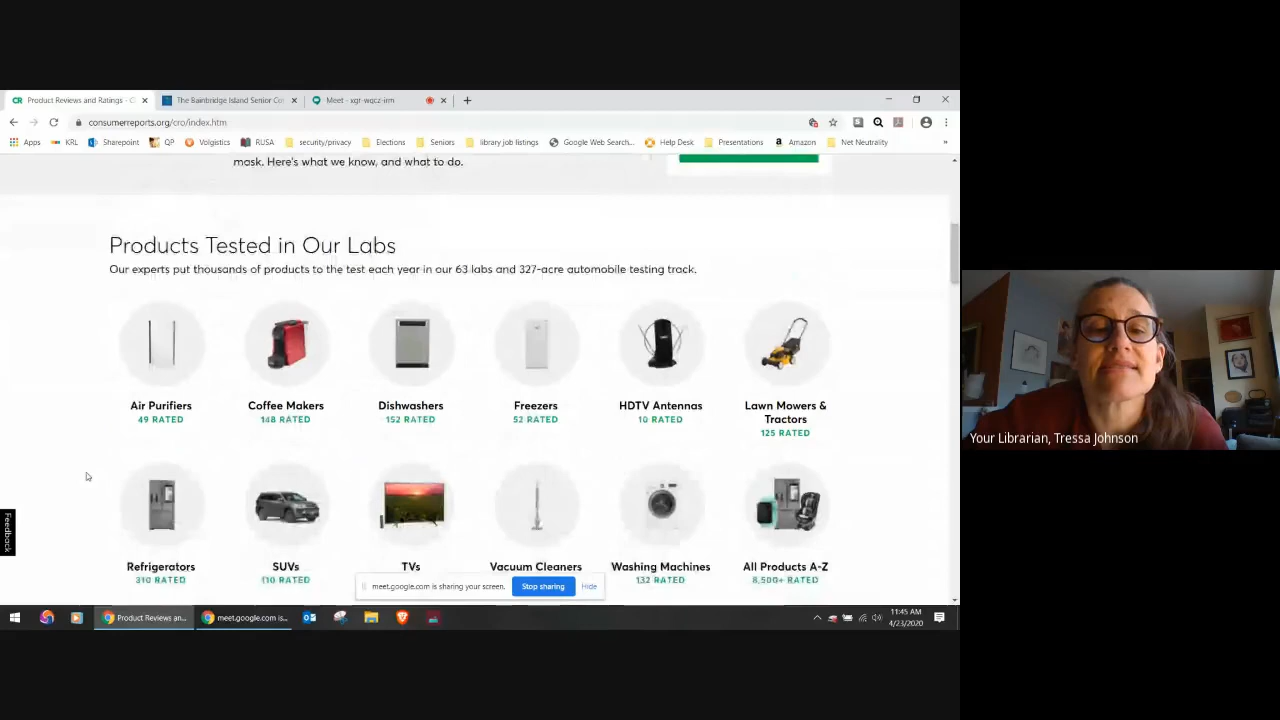 Product Reviews and Ratings - C
The Bainbridge Island Senior Co
Meet - xgr-wqcz-irm
consumerreports.org/cro/index.htm
Apps KRL Sharepoint QP Volgistics RUSA security/privacy Elections Seniors library job listings Google Web Search... Help Desk Presentations Amazon Net Neutrality »
mask. Here's what we know, and what to do.
Products Tested in Our Labs
Our experts put thousands of products to the test each year in our 63 labs and 327-acre automobile testing track.
Air Purifiers
49 RATED
Coffee Makers
148 RATED
Dishwashers
152 RATED
Freezers
52 RATED
HDTV Antennas
10 RATED
Lawn Mowers &
Tractors
125 RATED
Refrigerators
310 RATED
SUVs
110 RATED
TVs
Vacuum Cleaners
Washing Machines
132 RATED
All Products A-Z
8,500+ RATED
Feedback
meet.google.com is sharing your screen.
Stop sharing
Hide
Product Reviews an...
meet.google.com is...
11:45 AM
4/23/2020
Your Librarian, Tressa Johnson